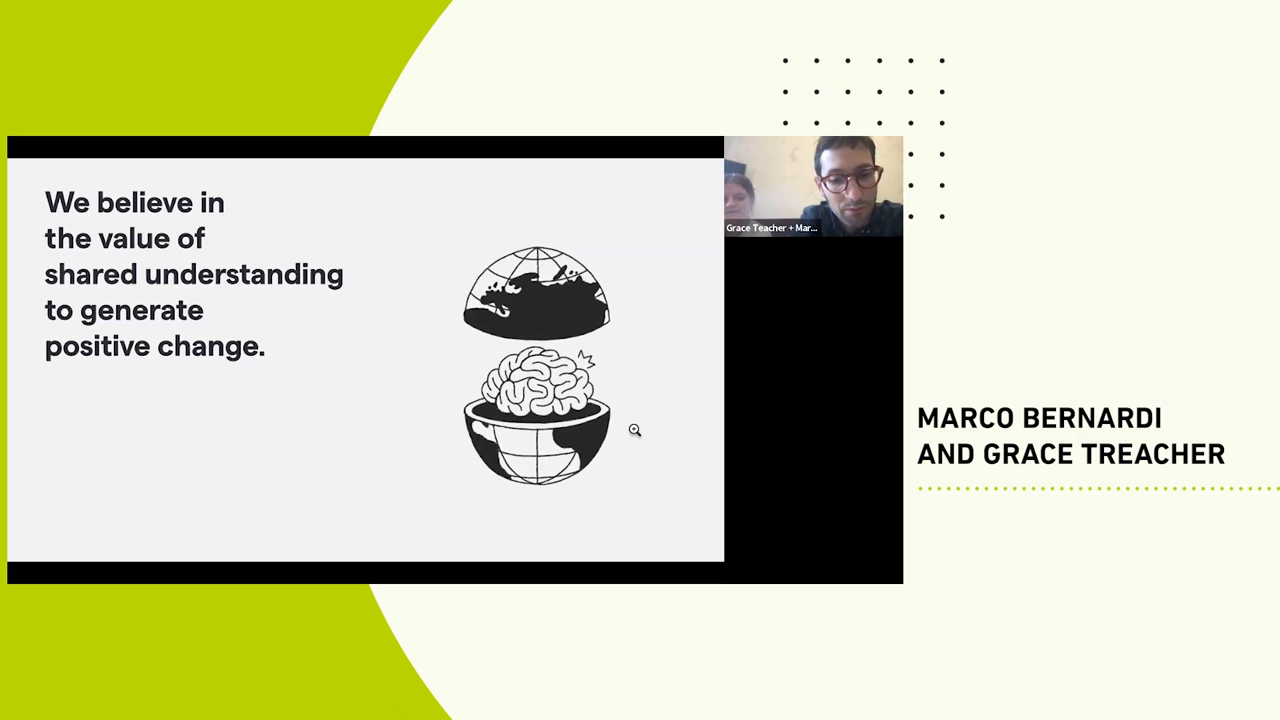 We believe in
the value of
shared understanding
to generate
positive change.
Grace Teacher + Mar...
MARCO BERNARDI
AND GRACE TREACHER